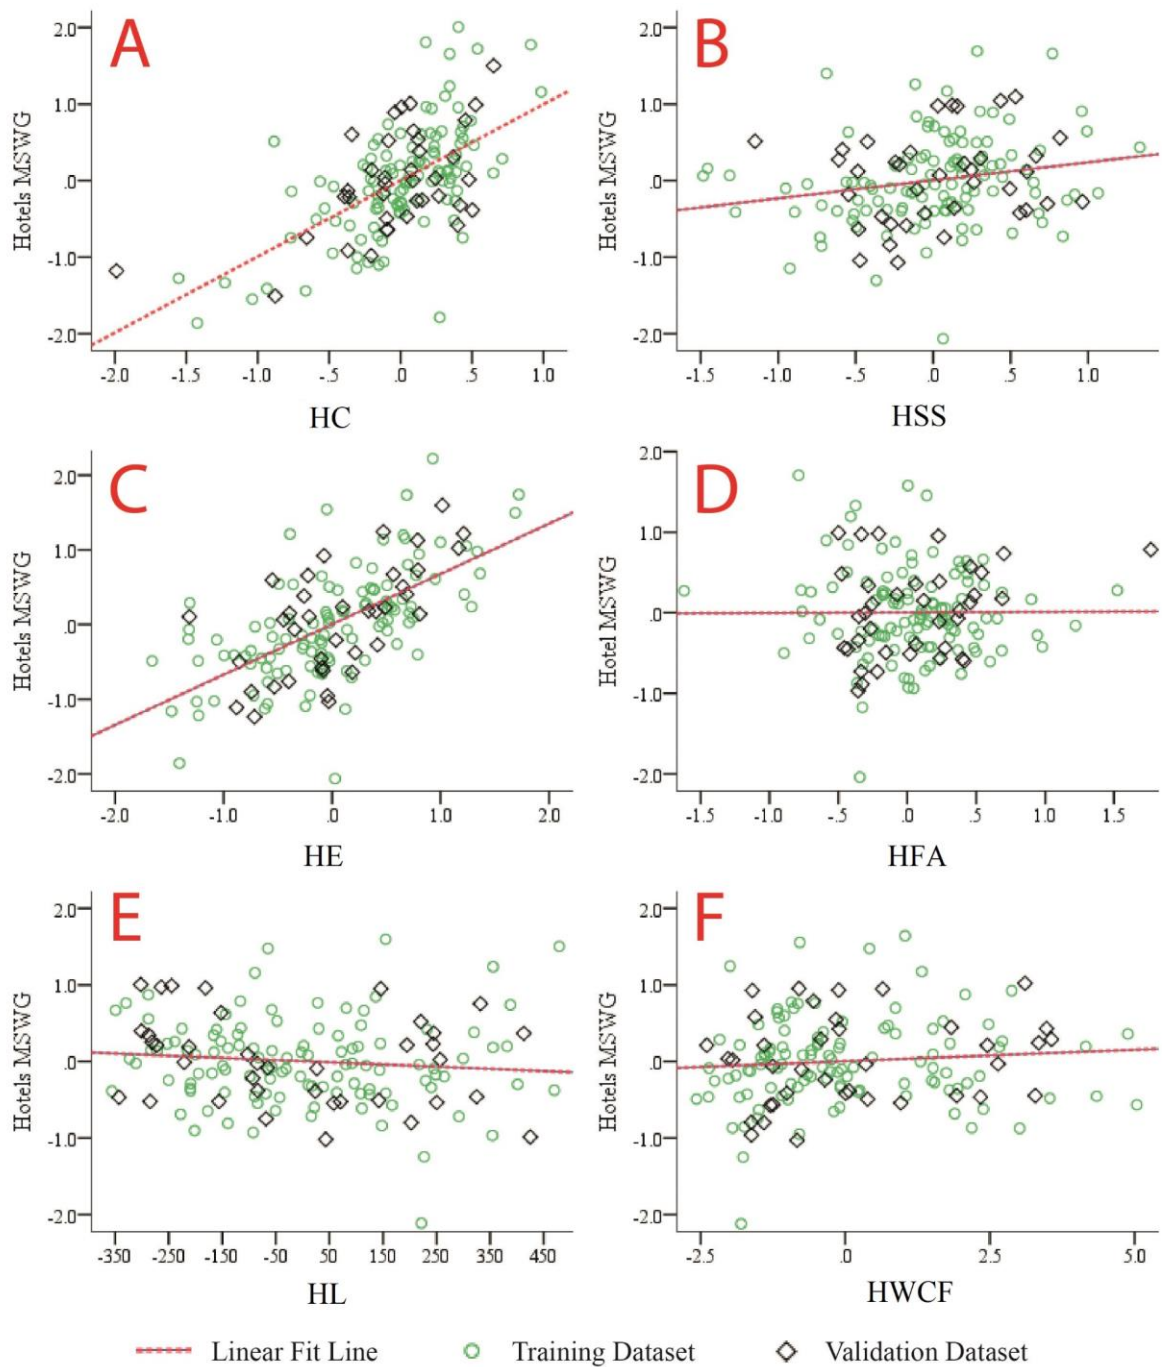 A
Hotels MSWG
2.0
1.0
.0
-1.0
-2.0
-2.0 -1.5 -1.0 -.5 .0 .5 1.0
HC
B
Hotels MSWG
2.0
1.0
.0
-1.0
-2.0
-1.5 -1.0 -.5 .0 .5 1.0
HSS
C
Hotels MSWG
2.0
1.0
.0
-1.0
-2.0
-2.0 -1.0 .0 1.0 2.0
HE
D
Hotel MSWG
2.0
1.0
.0
-1.0
-2.0
-1.5 -1.0 -.5 .0 .5 1.0 1.5
HFA
E
Hotels MSWG
2.0
1.0
.0
-1.0
-2.0
-350 -250 -150 -50 50 150 250 350 450
HL
F
Hotels MSWG
2.0
1.0
.0
-1.0
-2.0
-2.5 .0 2.5 5.0
HWCF
Linear Fit Line Training Dataset Validation Dataset